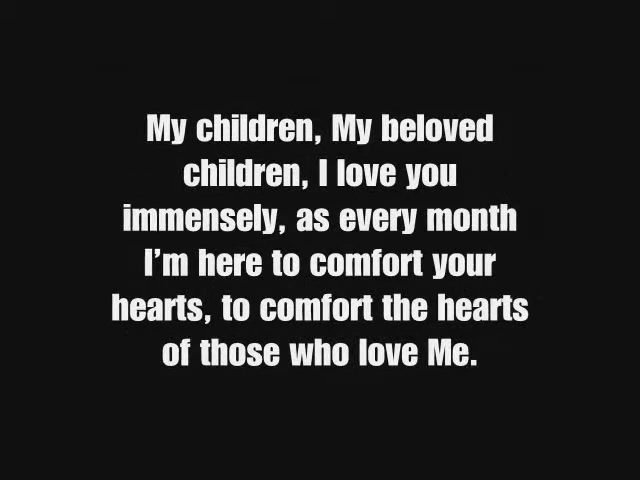 My children, My beloved
children, I love you
immensely, as every month
I’m here to comfort your
hearts, to comfort the hearts
of those who love Me.